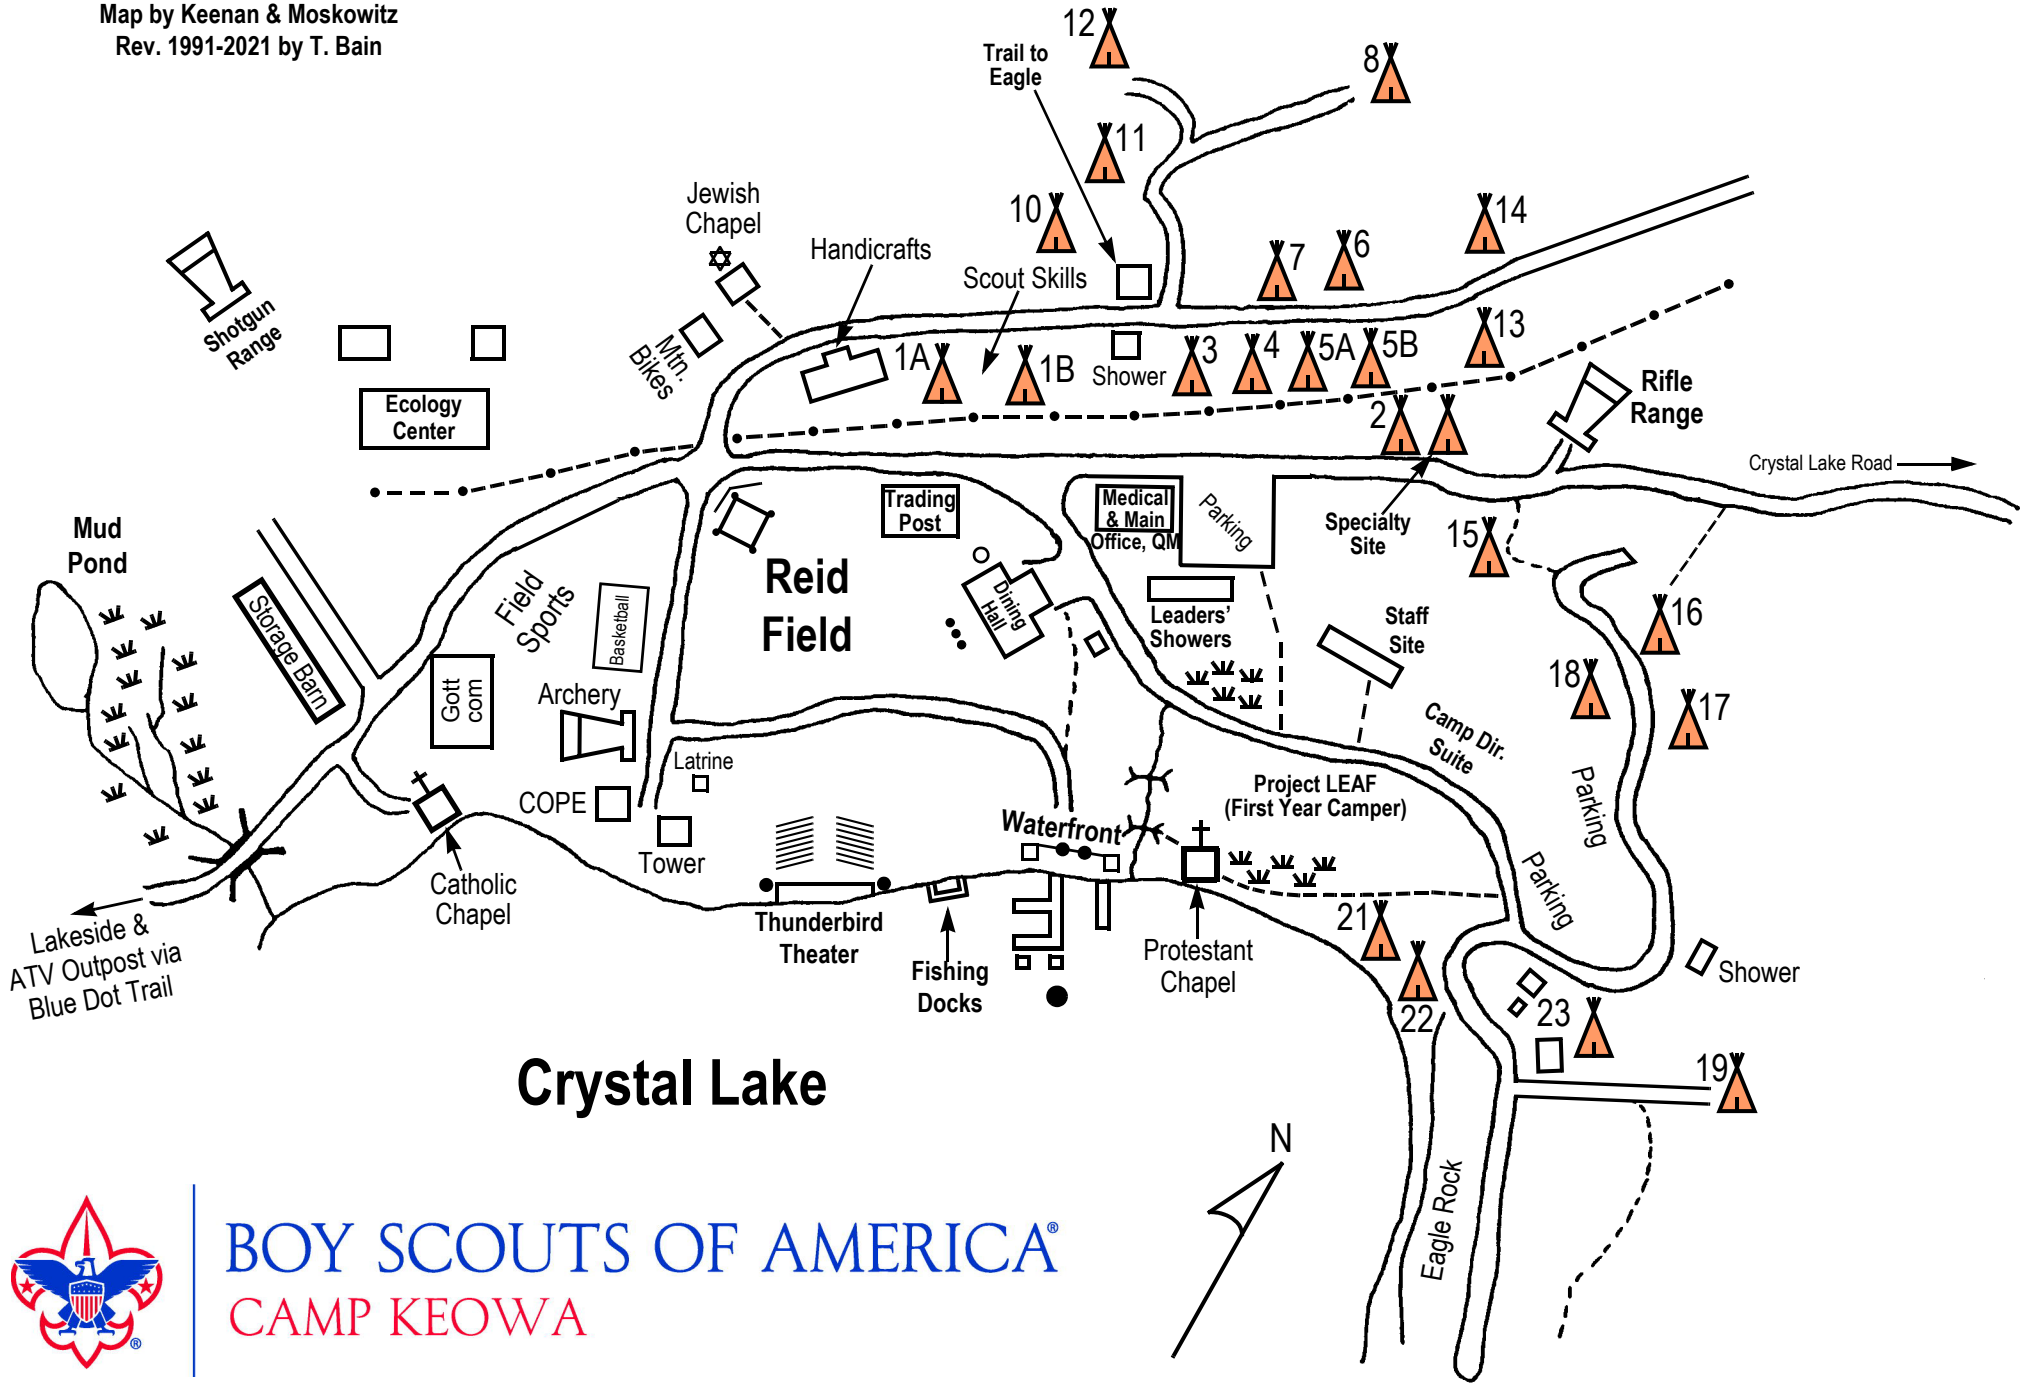 Map by Keenan & Moskowitz
Rev. 1991-2021 by T. Bain
12
Trail to
Eagle
8
11
Jewish
Chapel
10
14
Handicrafts
Scout Skills
7
6
Shotgun
Range
Mtn.
Bikes
1A
1B
Shower
3
4
5A
5B
13
Ecology
Center
2
Rifle
Range
Crystal Lake Road
Trading
Post
Medical
& Main
Office, QM
Parking
Specialty
Site
15
Mud
Pond
Storage Barn
Field
Sports
Basketball
Reid
Field
Dining
Hall
Leaders'
Showers
Staff
Site
16
18
17
Gott
com
Archery
Camp Dir.
Suite
Latrine
COPE
Tower
Project LEAF
(First Year Camper)
Parking
Waterfront
Parking
Catholic
Chapel
Thunderbird
Theater
Fishing
Docks
Protestant
Chapel
21
22
Shower
23
19
Lakeside &
ATV Outpost via
Blue Dot Trail
Crystal Lake
N
Eagle Rock
BOY SCOUTS OF AMERICA®
CAMP KEOWA
®